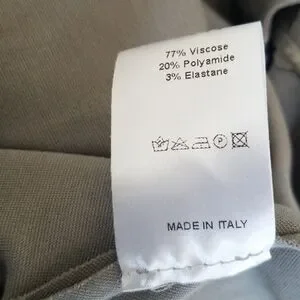 77% Viscose
20% Polyamide
3% Elastane
P
MADE IN ITALY